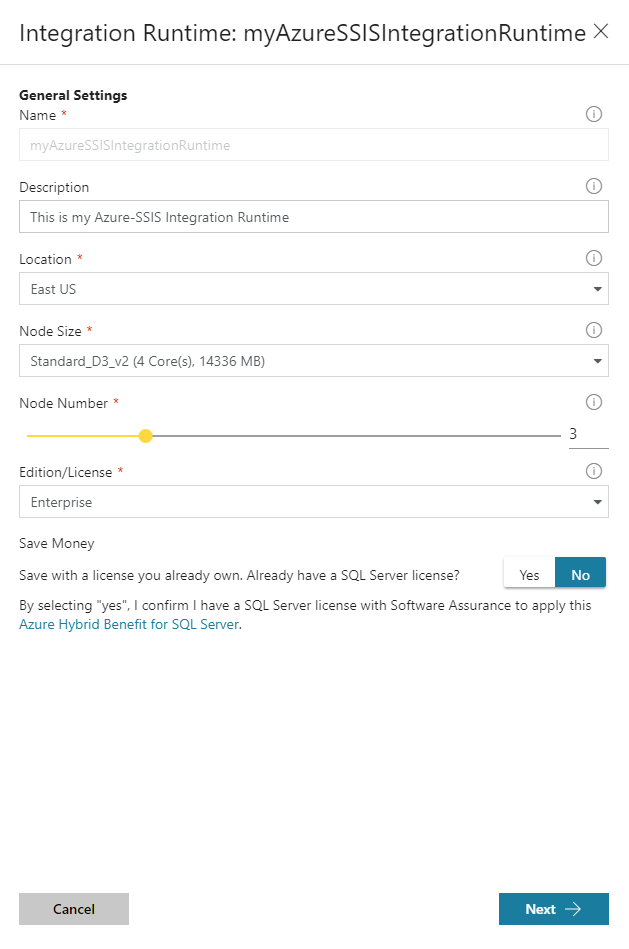 Integration Runtime: myAzureSSISIntegrationRuntime
General Settings
Name *
myAzureSSISIntegrationRuntime
Description
This is my Azure-SSIS Integration Runtime
Location *
East US
Node Size *
Standard_D3_v2 (4 Core(s), 14336 MB)
Node Number *
3
Edition/License *
Enterprise
Save Money
Save with a license you already own. Already have a SQL Server license? Yes No
By selecting "yes", I confirm I have a SQL Server license with Software Assurance to apply this
Azure Hybrid Benefit for SQL Server.
Cancel Next